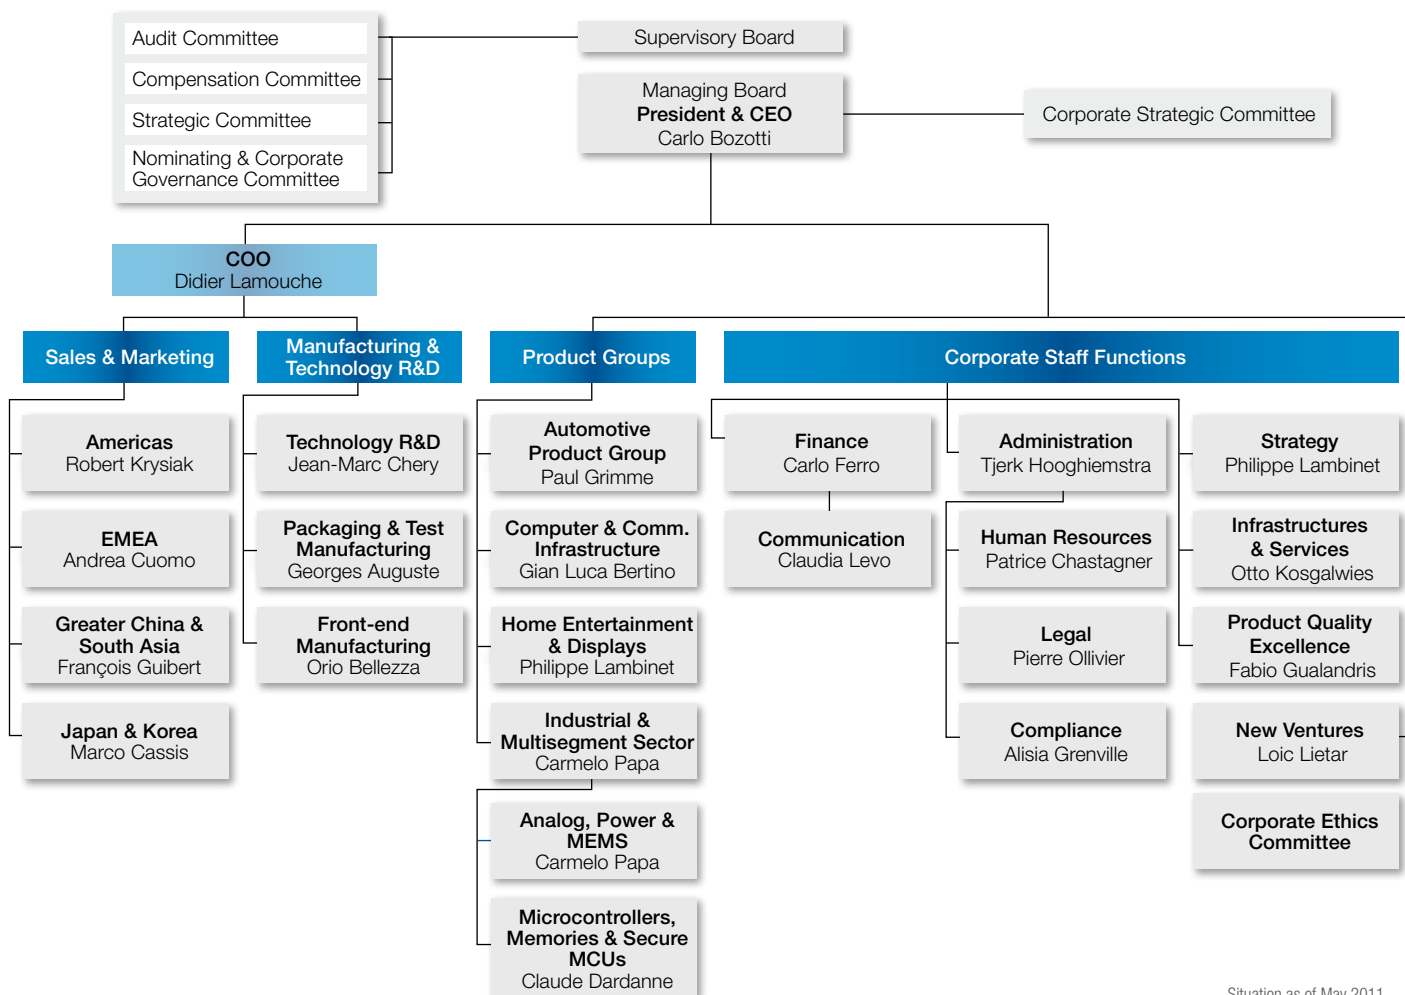 Audit Committee
Compensation Committee
Strategic Committee
Nominating & Corporate
Governance Committee
Supervisory Board
Managing Board
President & CEO
Carlo Bozotti
Corporate Strategic Committee
COO
Didier Lamouche
Sales & Marketing
Americas
Robert Krysiak
EMEA
Andrea Cuomo
Greater China &
South Asia
François Guibert
Japan & Korea
Marco Cassis
Manufacturing &
Technology R&D
Technology R&D
Jean-Marc Chery
Packaging & Test
Manufacturing
Georges Auguste
Front-end
Manufacturing
Orio Bellezza
Product Groups
Automotive
Product Group
Paul Grimme
Computer & Comm.
Infrastructure
Gian Luca Bertino
Home Entertainment
& Displays
Philippe Lambinet
Industrial &
Multisegment Sector
Carmelo Papa
Analog, Power &
MEMS
Carmelo Papa
Microcontrollers,
Memories & Secure
MCUs
Claude Dardanne
Corporate Staff Functions
Finance
Carlo Ferro
Communication
Claudia Levo
Administration
Tjerk Hooghiemstra
Human Resources
Patrice Chastagner
Legal
Pierre Ollivier
Compliance
Alisia Grenville
Strategy
Philippe Lambinet
Infrastructures
& Services
Otto Kosgalwies
Product Quality
Excellence
Fabio Gualandris
New Ventures
Loic Lietar
Corporate Ethics
Committee
Situation as of May 2011